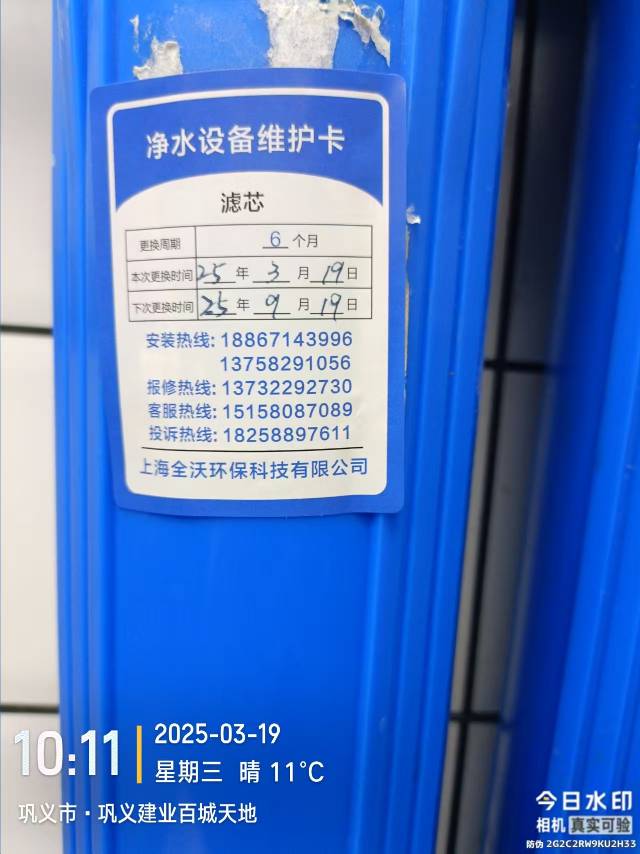 净水设备维护卡
滤芯
更换周期 6 个月
本次更换时间 25 年 3 月 19 日
下次更换时间 25 年 9 月 19 日
安装热线: 18867143996
13758291056
报修热线: 13732292730
客服热线: 15158087089
投诉热线: 18258897611
上海全沃环保科技有限公司
10:11
2025-03-19
星期三 晴 11°C
巩义市·巩义建业百城天地
今日水印
相机 真实可验
防伪 2G2C2RW9KU2H33